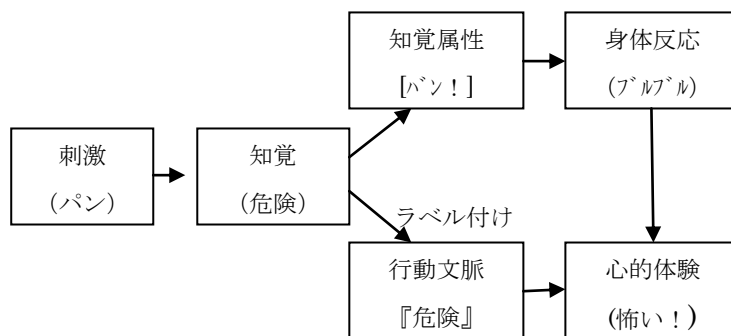 知覚属性
[ﾊﾞﾝ！]
身体反応
(ﾌﾞﾙﾌﾞﾙ)
刺激
（パン）
知覚
（危険）
ラベル付け
行動文脈
『危険』
心的体験
(怖い！)